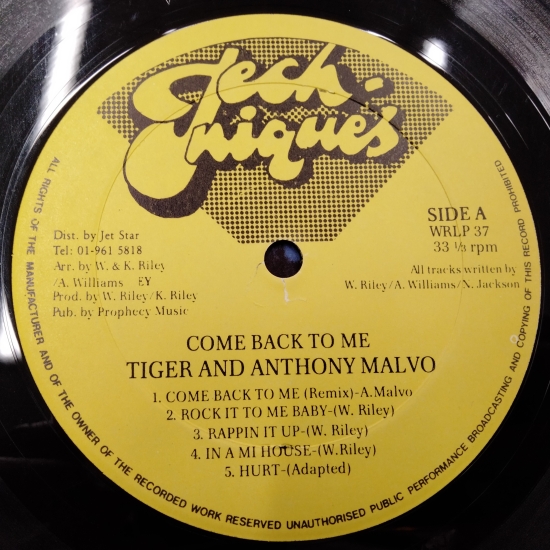 Tech-
niques
SIDE A
WRLP 37
33 ⅓ rpm
Dist. by Jet Star
Tel: 01-961 5818
Arr. by W. & K. Riley
/A. Williams EY
Prod. by W. Riley/K. Riley
Pub. by Prophecy Music
All tracks written by
W. Riley/A. Williams/N. Jackson
COME BACK TO ME
TIGER AND ANTHONY MALVO
1. COME BACK TO ME (Remix)-A.Malvo
2. ROCK IT TO ME BABY-(W. Riley)
3. RAPPIN IT UP-(W. Riley)
4. IN A MI HOUSE-(W.Riley)
5. HURT-(Adapted)
ALL RIGHTS OF THE MANUFACTURER AND OF THE OWNER OF THE RECORDED WORK RESERVED UNAUTHORISED PUBLIC PERFORMANCE BROADCASTING AND COPYING OF THIS RECORD PROHIBITED